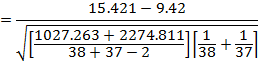 = (15.421 − 9.42) / √([(1027.263 + 2274.811) / (38 + 37 − 2)] [1/38 + 1/37])